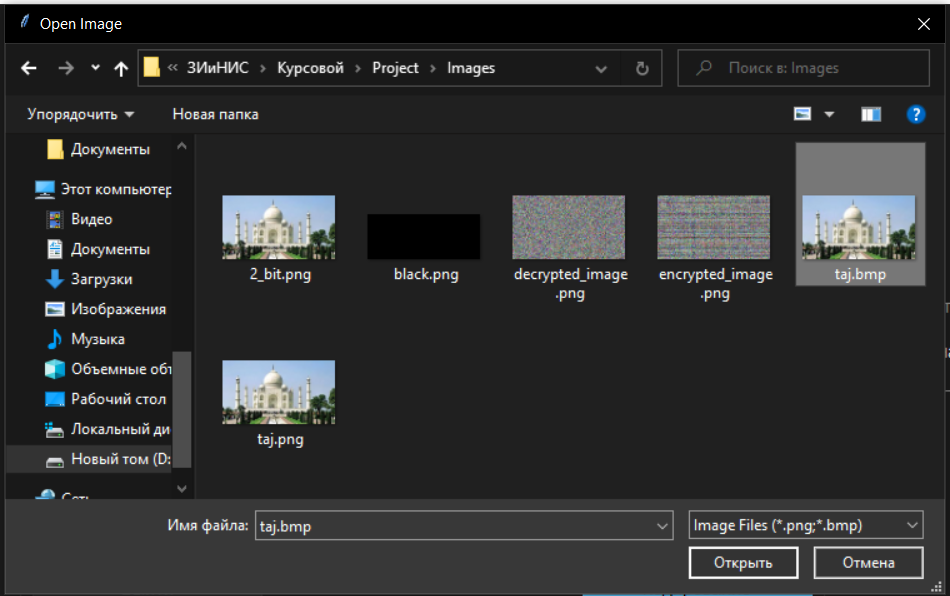 Open Image
« ЗИиНИС › Курсовой › Project › Images
Поиск в: Images
Упорядочить
Новая папка
?
Документы
Этот компьютер
Видео
Документы
Загрузки
Изображения
Музыка
Объемные об
Рабочий стол
Локальный ди
Новый том (D:
2_bit.png
black.png
decrypted_image
.png
encrypted_image
.png
taj.bmp
taj.png
Имя файла:
taj.bmp
Image Files (*.png;*.bmp)
Открыть
Отмена